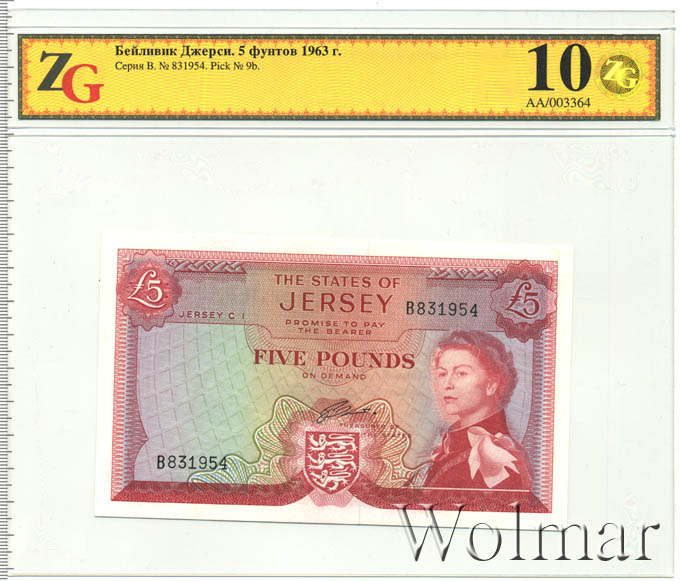 ZG
Бейливик Джерси. 5 фунтов 1963 г.
Серия В. № 831954. Pick № 9b.
10
ZG
AA/003364
£5
THE STATES OF
JERSEY
B831954
£5
JERSEY C.I
PROMISE TO PAY
THE BEARER
FIVE POUNDS
ON DEMAND
B831954
Wolmar